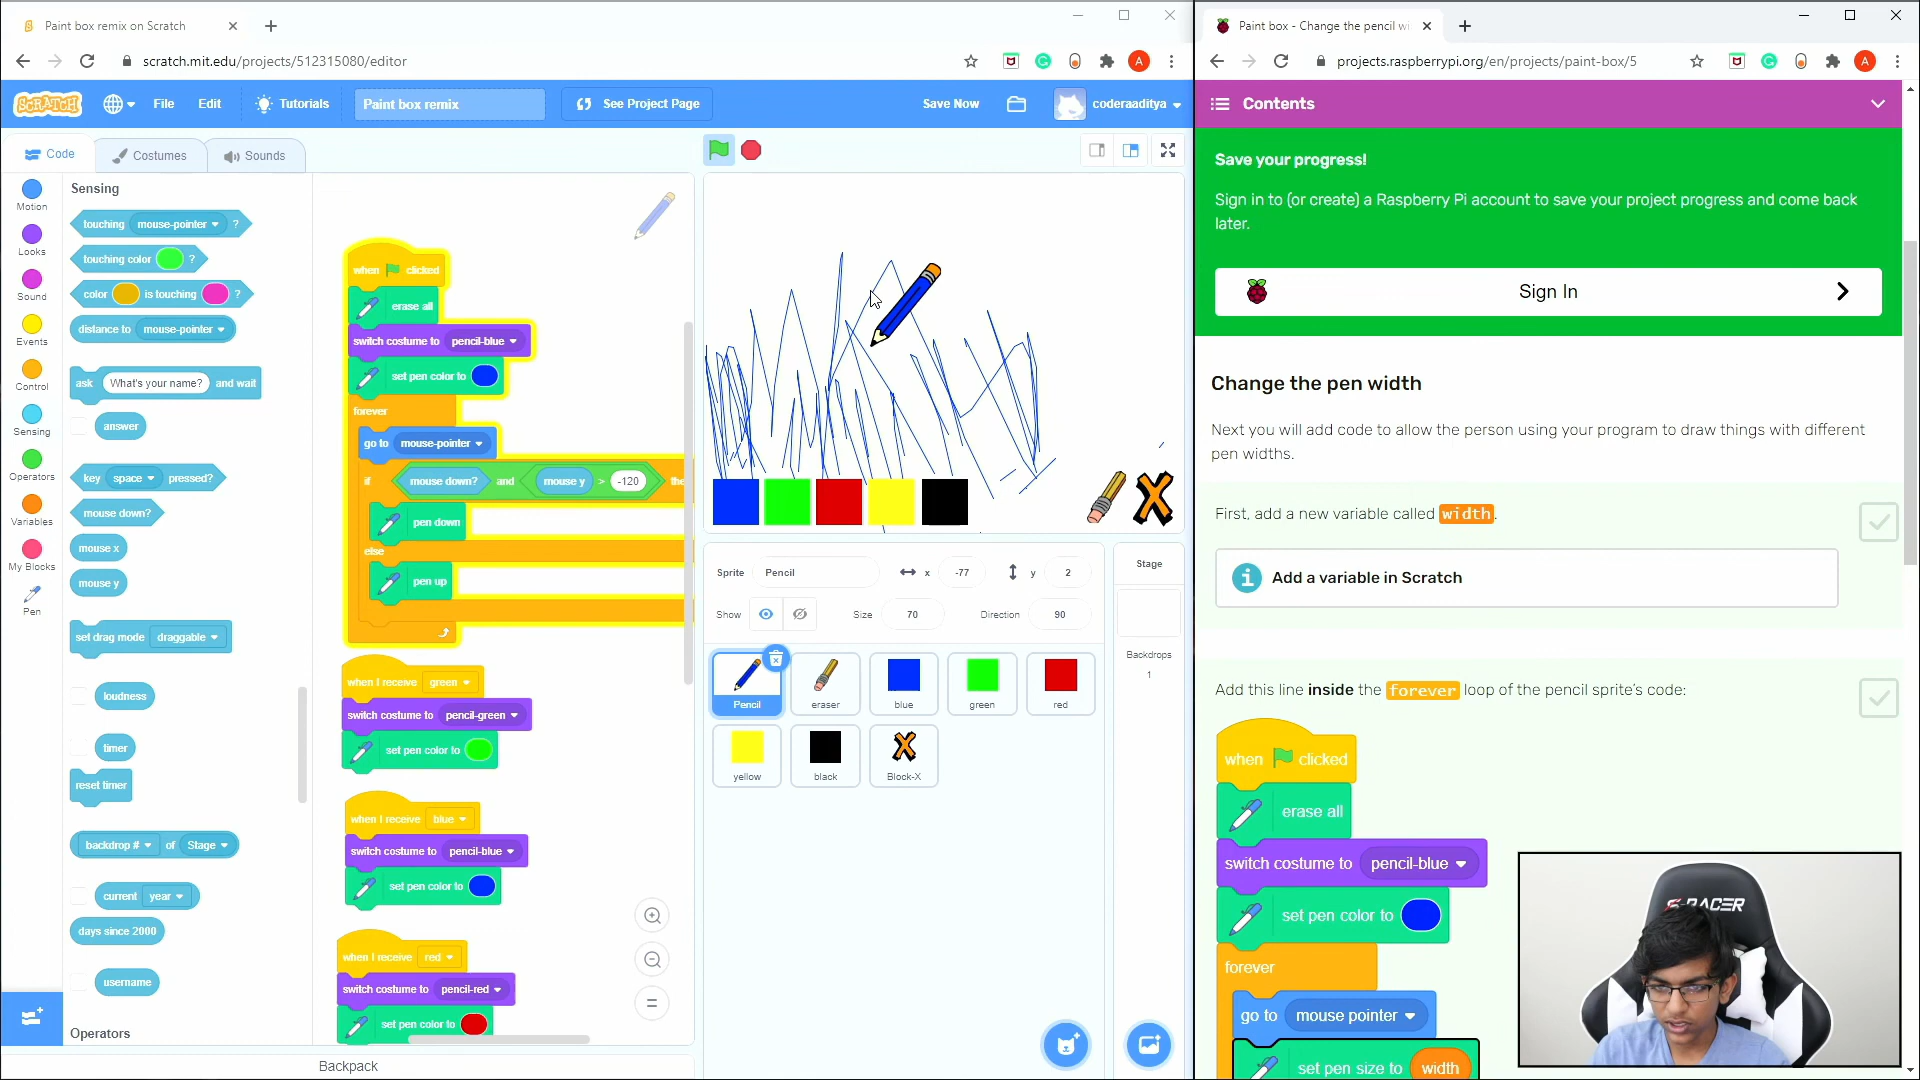 Paint box remix on Scratch
scratch.mit.edu/projects/512315080/editor
A
SCRATCH
File
Edit
Tutorials
Paint box remix
See Project Page
Save Now
coderaaditya
Code
Costumes
Sounds
Motion
Looks
Sound
Events
Control
Sensing
Operators
Variables
My Blocks
Pen
Sensing
touching mouse-pointer ?
touching color ?
color is touching ?
distance to mouse-pointer
ask What's your name? and wait
answer
key space pressed?
mouse down?
mouse x
mouse y
set drag mode draggable
loudness
timer
reset timer
backdrop # of Stage
current year
days since 2000
username
Operators
when clicked
erase all
switch costume to pencil-blue
set pen color to
forever
go to mouse-pointer
if mouse down? and mouse y > -120 the
pen down
else
pen up
when I receive green
switch costume to pencil-green
set pen color to
when I receive blue
switch costume to pencil-blue
set pen color to
when I receive red
switch costume to pencil-red
set pen color to
Backpack
X
Sprite Pencil x -77 y 2
Show Size 70 Direction 90
Pencil
eraser
blue
green
red
yellow
black
Block-X
Stage
Backdrops
1
Paint box - Change the pencil wi
projects.raspberrypi.org/en/projects/paint-box/5
A
Contents
Save your progress!
Sign in to (or create) a Raspberry Pi account to save your project progress and come back
later.
Sign In
Change the pen width
Next you will add code to allow the person using your program to draw things with different
pen widths.
First, add a new variable called width.
i Add a variable in Scratch
Add this line inside the forever loop of the pencil sprite's code:
when clicked
erase all
switch costume to pencil-blue
set pen color to
forever
go to mouse pointer
set pen size to width
S-RACER